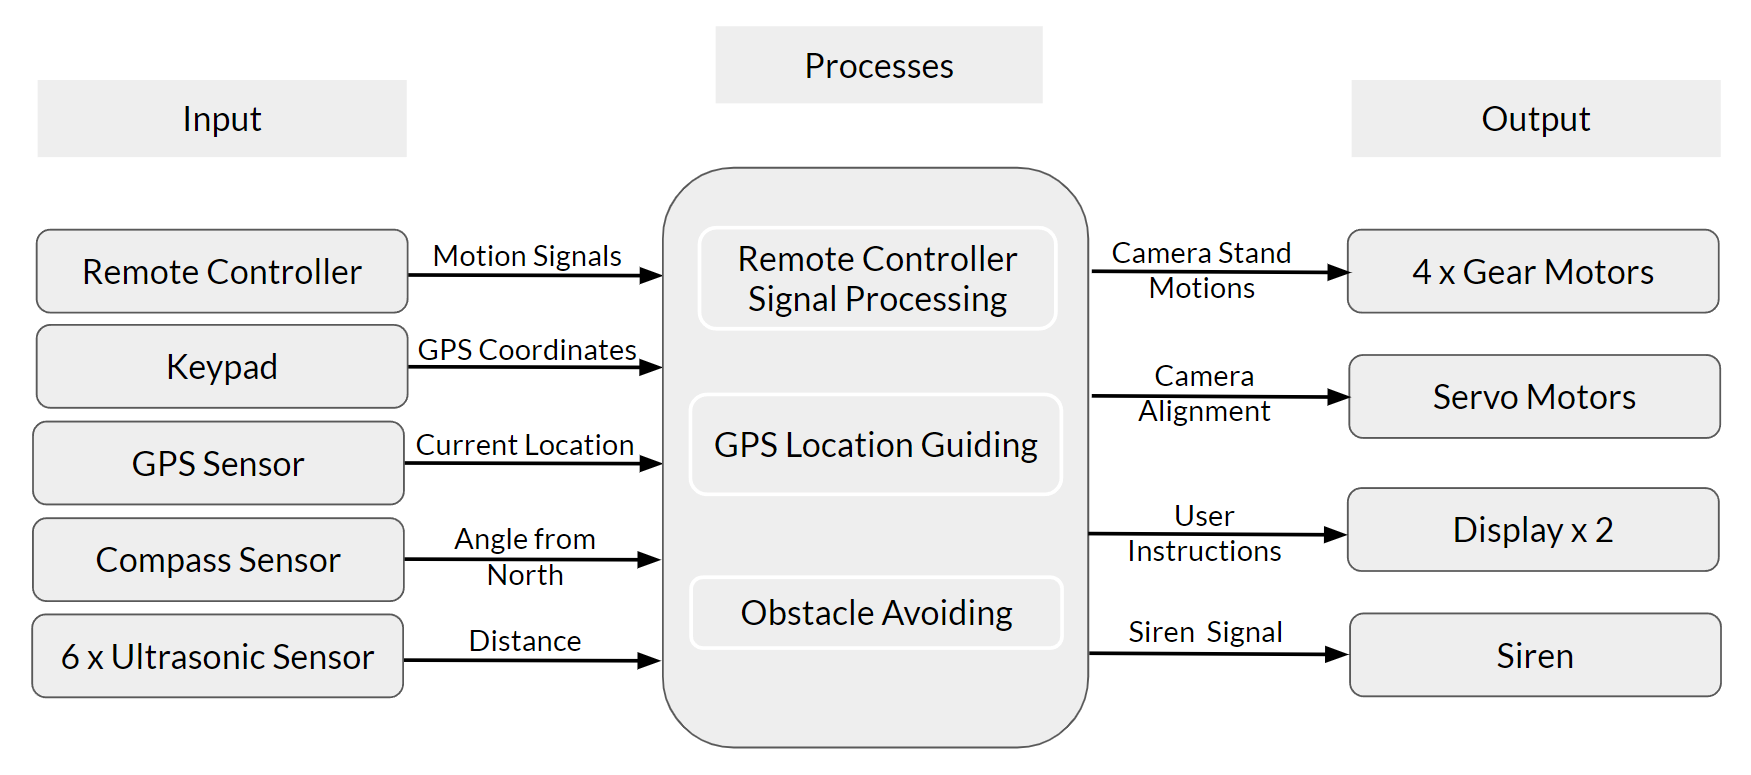 Processes
Input
Output
Remote Controller
Motion Signals
Keypad
GPS Coordinates
GPS Sensor
Current Location
Compass Sensor
Angle from
North
6 x Ultrasonic Sensor
Distance
Remote Controller
Signal Processing
GPS Location Guiding
Obstacle Avoiding
Camera Stand
Motions
4 x Gear Motors
Camera
Alignment
Servo Motors
User
Instructions
Display x 2
Siren Signal
Siren